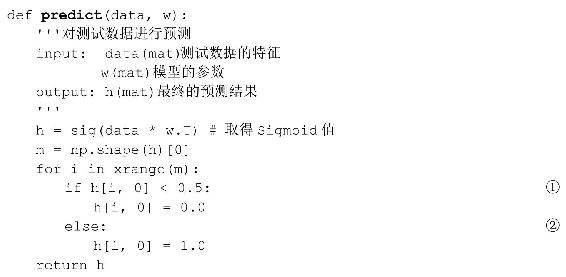 def predict(data, w):
'''对测试数据进行预测
input:  data(mat)测试数据的特征
w(mat)模型的参数
output: h(mat)最终的预测结果
'''
h = sig(data * w.T) # 取得 Sigmoid 值
m = np.shape(h)[0]
for i in xrange(m):
if h[i, 0] < 0.5: ①
h[i, 0] = 0.0
else: ②
h[i, 0] = 1.0
return h